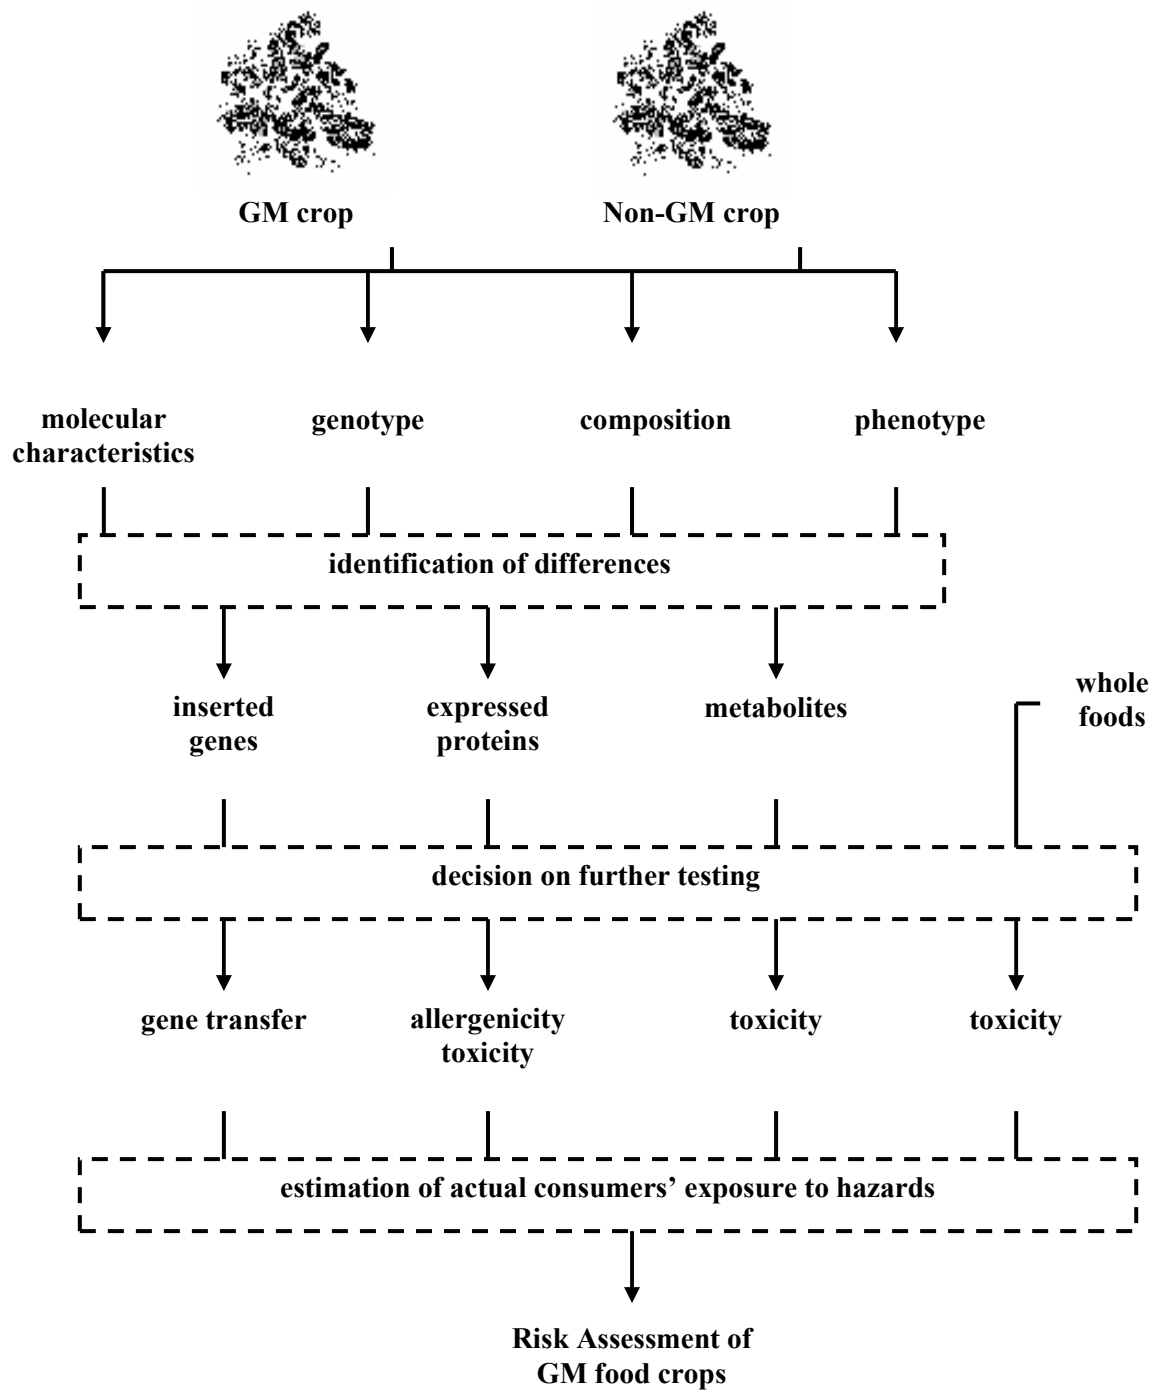 GM crop
Non-GM crop
molecular
characteristics
genotype
composition
phenotype
identification of differences
inserted
genes
expressed
proteins
metabolites
whole
foods
decision on further testing
gene transfer
allergenicity
toxicity
toxicity
toxicity
estimation of actual consumers’ exposure to hazards
Risk Assessment of
GM food crops